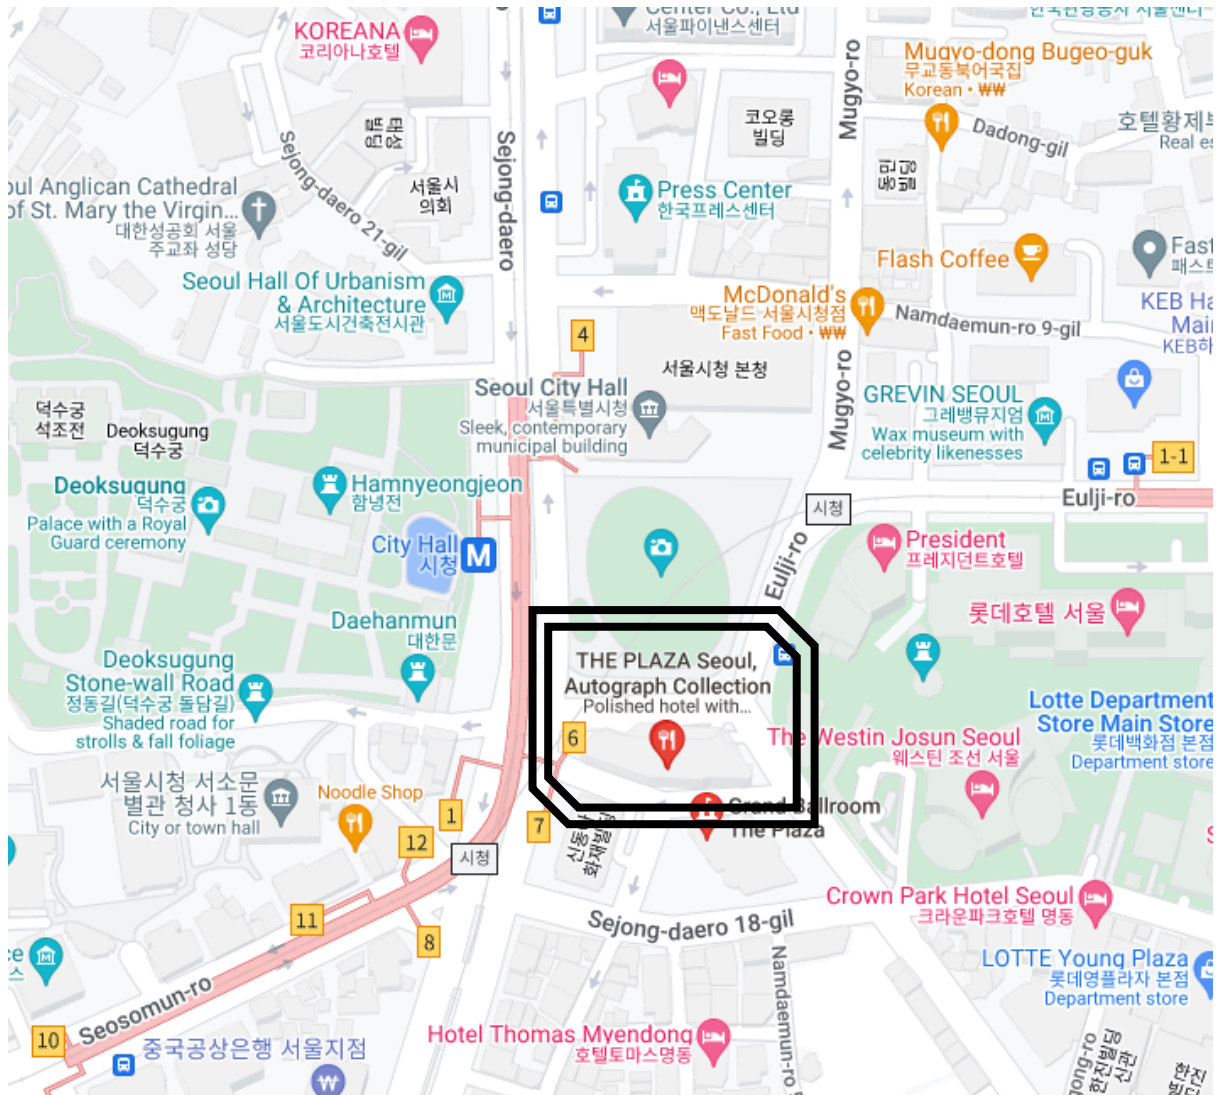 KOREANA
코리아나호텔
서울파이낸스센터
Mugyo-dong Bugeo-guk
무교동북어국집
Korean • ₩₩
Mugyo-ro
코오롱
빌딩
Dadong-gil
Real es
Sejong-daero
Sejong-daero 21-gil
서울시
의회
Press Center
한국프레스센터
oul Anglican Cathedral
of St. Mary the Virgin...
대한성공회 서울
주교좌 성당
Flash Coffee
Fast
패스트
Seoul Hall Of Urbanism
& Architecture
서울도시건축전시관
McDonald's
맥도날드 서울시청점
Fast Food • ₩₩
Namdaemun-ro 9-gil
KEB Ha
Mai
KEB하
4
서울시청 본청
Mugyo-ro
Seoul City Hall
서울특별시청
Sleek, contemporary
municipal building
GREVIN SEOUL
그레뱅뮤지엄
Wax museum with
celebrity likenesses
덕수궁
석조전
Deoksugung
덕수궁
1-1
Eulji-ro
Deoksugung
덕수궁
Palace with a Royal
Guard ceremony
Hamnyeongjeon
함녕전
시청
City Hall
시청
M
Eulji-ro
President
프레지던트호텔
롯데호텔 서울
Daehanmun
대한문
Deoksugung
Stone-wall Road
정동길(덕수궁 돌담길)
Shaded road for
strolls & fall foliage
THE PLAZA Seoul,
Autograph Collection
Polished hotel with...
Lotte Department
Store Main Store
롯데백화점 본점
Department store
6
The Westin Josun Seoul
웨스틴 조선 서울
서울시청 서소문
별관 청사 1동
City or town hall
Noodle Shop
1
7
12
Grand Ballroom
The Plaza
신동아
화재빌딩
시청
Crown Park Hotel Seoul
크라운파크호텔 명동
11
8
Sejong-daero 18-gil
LOTTE Young Plaza
롯데영플라자 본점
Department store
Seosomun-ro
10
중국공상은행 서울지점
Hotel Thomas Myendong
호텔토마스명동
한진빌딩
신관